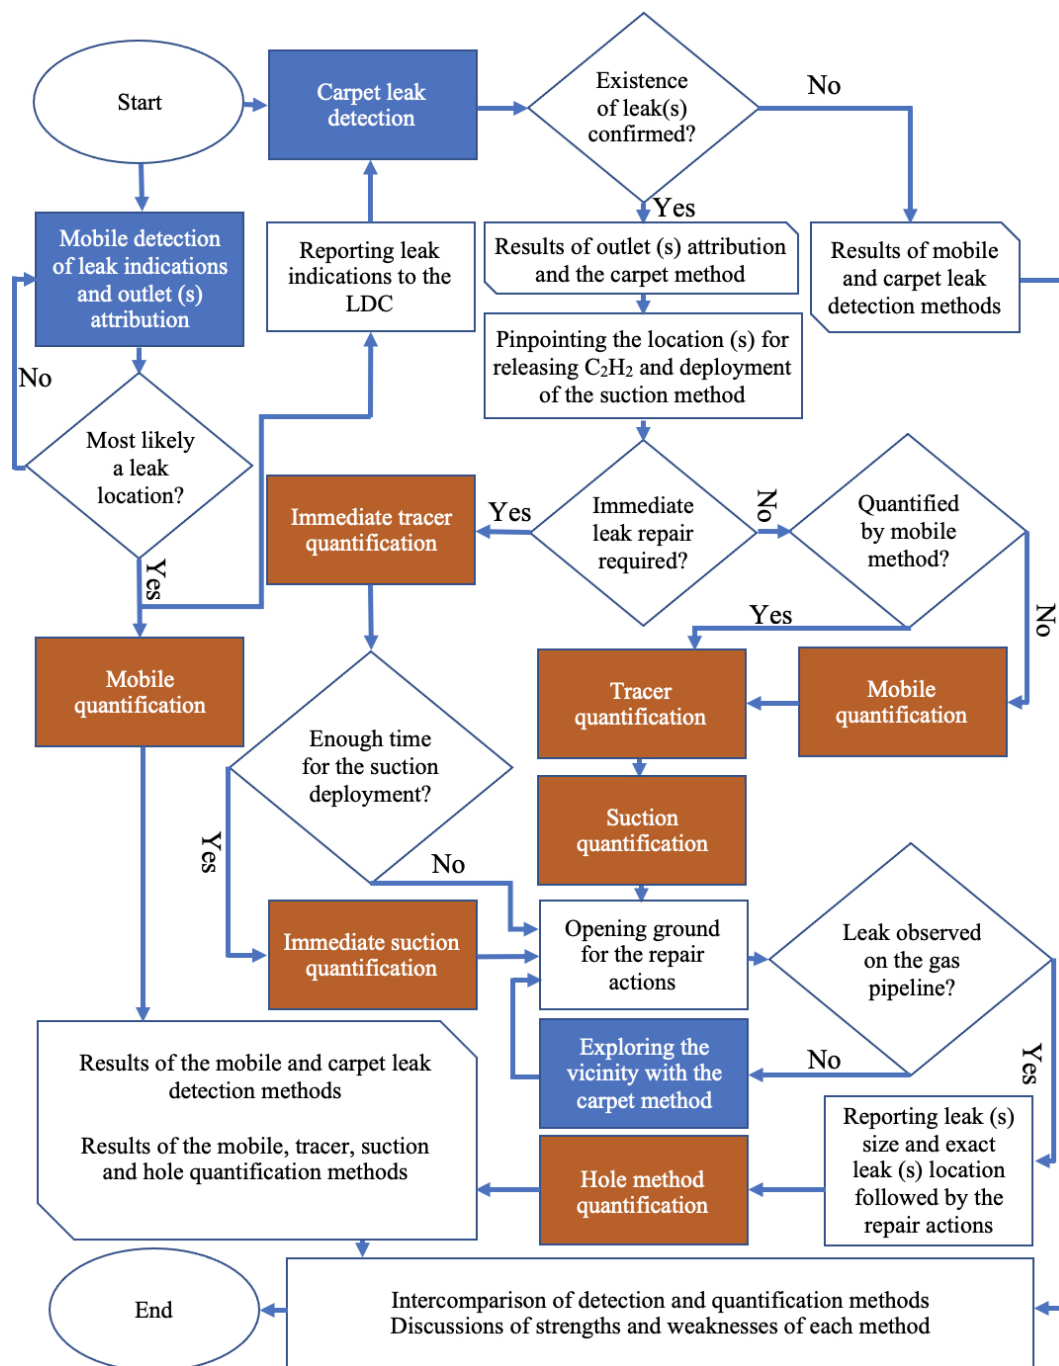 Start
Carpet leak
detection
Existence
of leak(s)
confirmed?
No
Yes
Mobile detection
of leak indications
and outlet (s)
attribution
Reporting leak
indications to the
LDC
Results of outlet (s) attribution
and the carpet method
Results of mobile
and carpet leak
detection methods
Pinpointing the location (s) for
releasing C₂H₂ and deployment
of the suction method
No
Most likely
a leak
location?
Yes
Immediate tracer
quantification
Yes
Immediate
leak repair
required?
No
Quantified
by mobile
method?
Yes
No
Mobile
quantification
Tracer
quantification
Mobile
quantification
Enough time
for the suction
deployment?
Yes
No
Suction
quantification
Immediate suction
quantification
Opening ground
for the repair
actions
Leak observed
on the gas
pipeline?
No
Yes
Exploring the
vicinity with the
carpet method
Results of the mobile and carpet leak
detection methods
Results of the mobile, tracer, suction
and hole quantification methods
Hole method
quantification
Reporting leak (s)
size and exact
leak (s) location
followed by the
repair actions
End
Intercomparison of detection and quantification methods
Discussions of strengths and weaknesses of each method